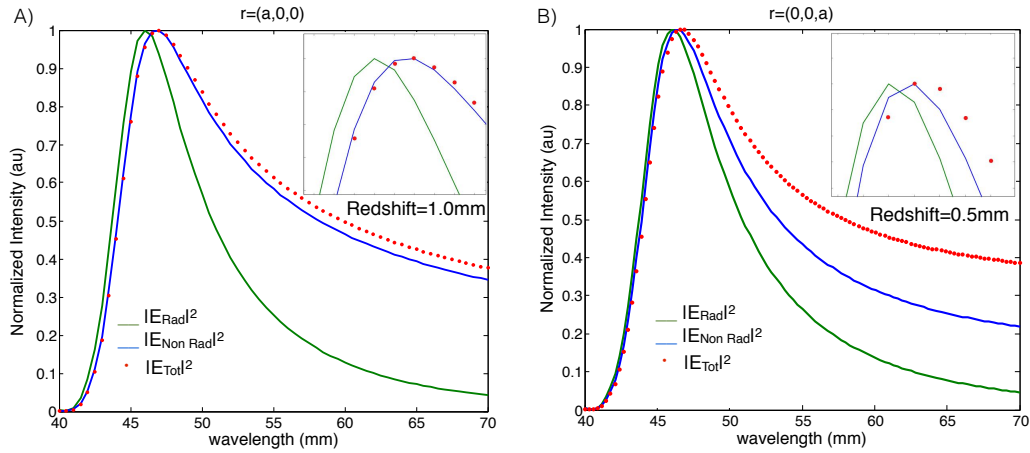 A)
r=(a,0,0)
Normalized Intensity (au)
1
0.9
0.8
0.7
0.6
0.5
0.4
0.3
0.2
0.1
0
Redshift=1.0mm
|E_Rad|²
|E_Non Rad|²
|E_Tot|²
40 45 50 55 60 65 70
wavelength (mm)
B)
r=(0,0,a)
Normalized Intensity (au)
1
0.9
0.8
0.7
0.6
0.5
0.4
0.3
0.2
0.1
0
Redshift=0.5mm
|E_Rad|²
|E_Non Rad|²
|E_Tot|²
40 45 50 55 60 65 70
wavelength (mm)